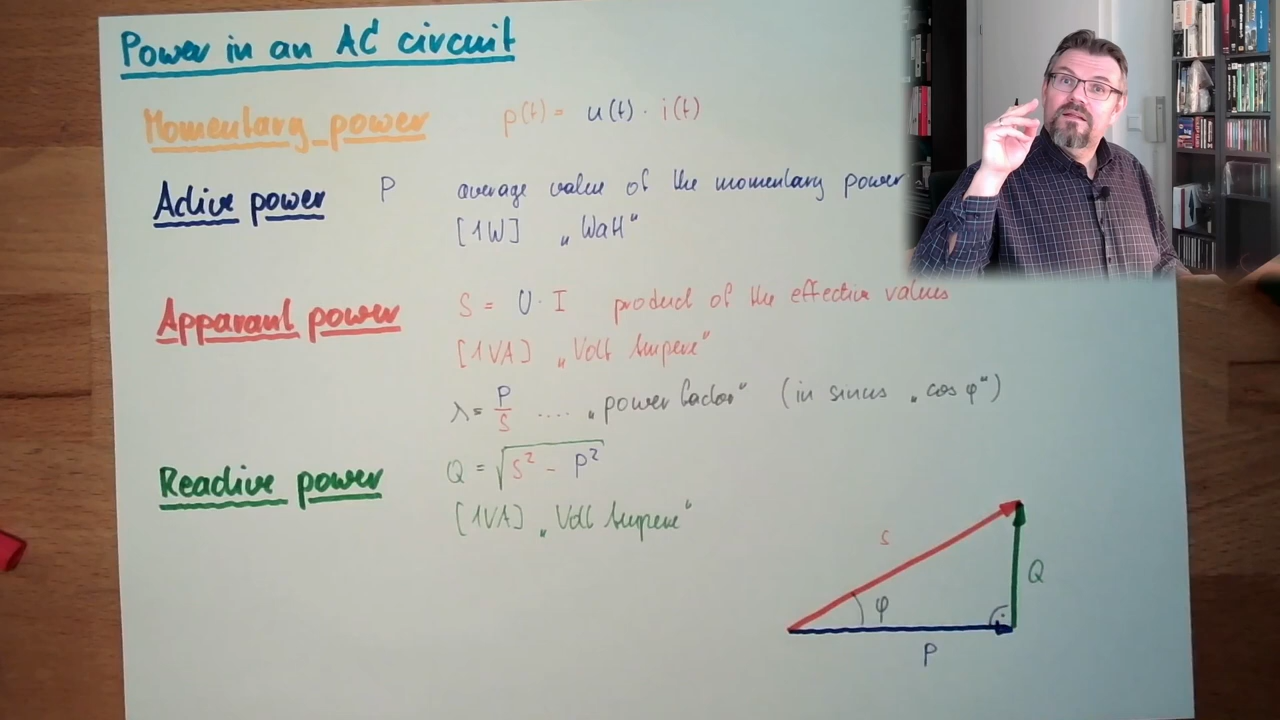 Power in an AC circuit
Momentary power p(t) = u(t) · i(t)
Active power P average value of the momentary power
[1W] „Watt“
Apparant power S = U · I product of the effective values
[1VA] „Volt Ampere“
λ = P/S .... „power factor“ (in sinus „cos φ“)
Reactive power Q = √(S² - P²)
[1VA] „Volt Ampere“
S
Q
φ
P